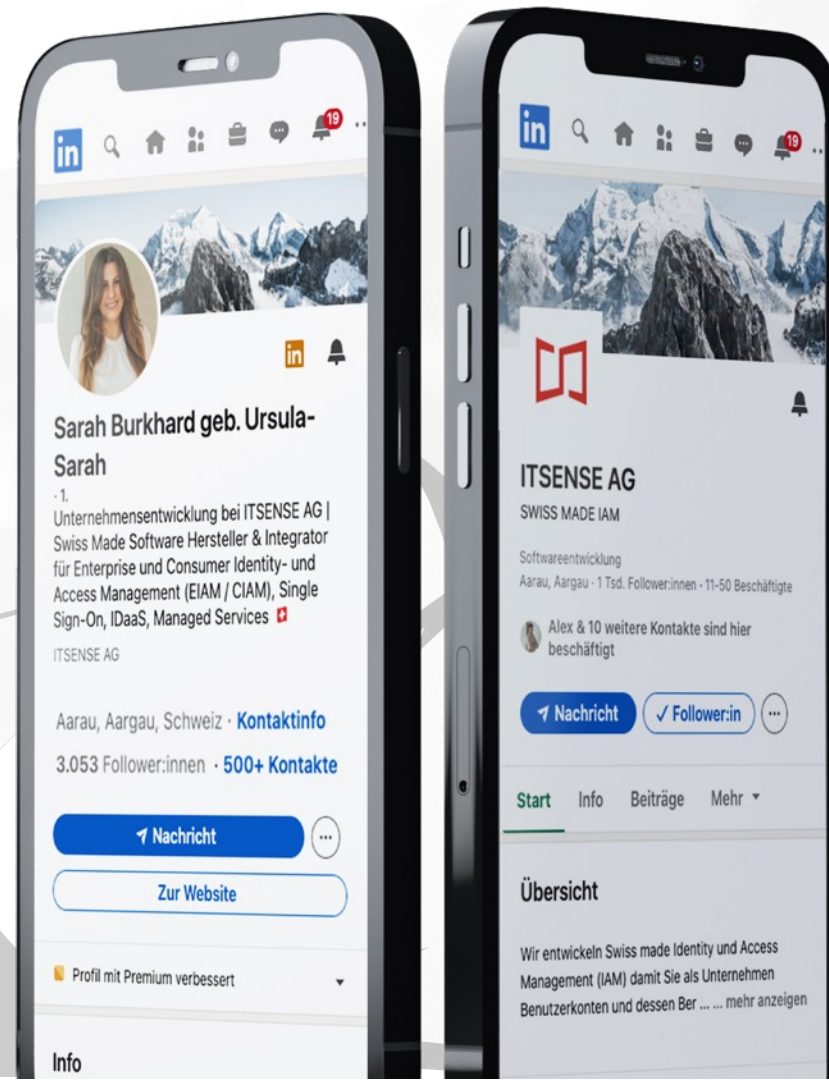 in
19
Sarah Burkhard geb. Ursula-
Sarah
· 1.
Unternehmensentwicklung bei ITSENSE AG |
Swiss Made Software Hersteller & Integrator
für Enterprise und Consumer Identity- und
Access Management (EIAM / CIAM), Single
Sign-On, IDaaS, Managed Services
ITSENSE AG
Aarau, Aargau, Schweiz · Kontaktinfo
3.053 Follower:innen · 500+ Kontakte
Nachricht
Zur Website
Profil mit Premium verbessert
Info
in
19
ITSENSE AG
SWISS MADE IAM
Softwareentwicklung
Aarau, Aargau · 1 Tsd. Follower:innen · 11-50 Beschäftigte
Alex & 10 weitere Kontakte sind hier
beschäftigt
Nachricht
✓ Follower:in
Start Info Beiträge Mehr
Übersicht
Wir entwickeln Swiss made Identity und Access
Management (IAM) damit Sie als Unternehmen
Benutzerkonten und dessen Ber ... ... mehr anzeigen